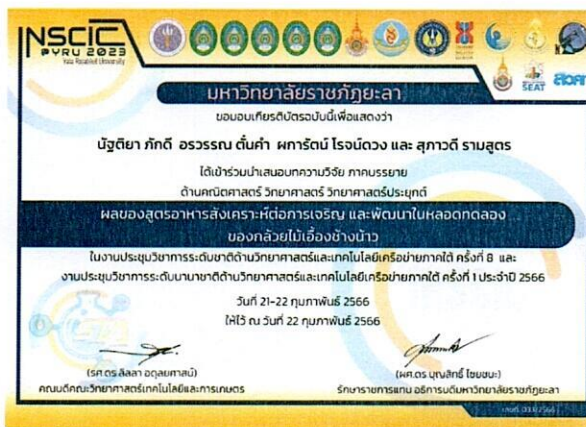 NSCIC
PYRU 2023
Yala Rajabhat University
SEAT
สวคท
มหาวิทยาลัยราชภัฏยะลา
ขอมอบเกียรติบัตรฉบับนี้เพื่อแสดงว่า
นัฐติยา ภักดี อรวรรณ ตั่นคำ ผการัตน์ โรจน์ดวง และ สุภาวดี รามสูตร
ได้เข้าร่วมนำเสนอบทความวิจัย ภาคบรรยาย
ด้านคณิตศาสตร์ วิทยาศาสตร์ วิทยาศาสตร์ประยุกต์
ผลของสูตรอาหารสังเคราะห์ต่อการเจริญ และพัฒนาในหลอดทดลอง
ของกล้วยไม้เอื้องช้างน้าว
ในงานประชุมวิชาการระดับชาติด้านวิทยาศาสตร์และเทคโนโลยีเครือข่ายภาคใต้ ครั้งที่ 8 และ
งานประชุมวิชาการระดับนานาชาติด้านวิทยาศาสตร์และเทคโนโลยีเครือข่ายภาคใต้ ครั้งที่ 1 ประจำปี 2566
วันที่ 21-22 กุมภาพันธ์ 2566
ให้ไว้ ณ วันที่ 22 กุมภาพันธ์ 2566
(รศ.ดร.ลิลลา อดุลยศาสน์)
คณบดีคณะวิทยาศาสตร์เทคโนโลยีและการเกษตร
(ผศ.ดร.บุญสิทธิ์ ไชยชนะ)
รักษาราชการแทน อธิการบดีมหาวิทยาลัยราชภัฏยะลา